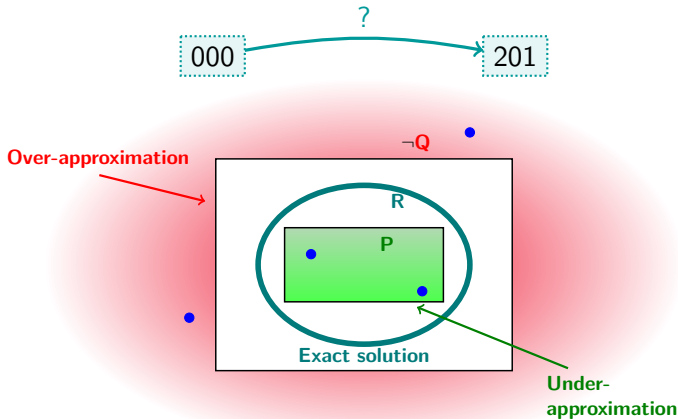 ?
000
201
¬Q
Over-approximation
R
P
Exact solution
Under-
approximation